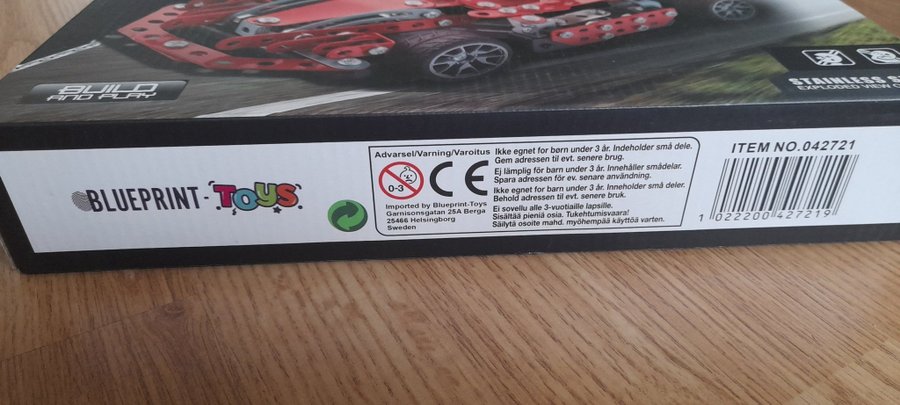 BUILD
AND PLAY
STAINLESS
EXPLODED VIEW
BLUEPRINT-TOYS
Advarsel/Varning/Varoitus
0-3
CE
Imported by Blueprint-Toys
Garnisonsgatan 25A Berga
25466 Helsingborg
Sweden
Ikke egnet for børn under 3 år. Indeholder små dele.
Gem adressen til evt. senere brug.
Ej lämplig för barn under 3 år. Innehåller smådelar.
Spara adressen för ev. senare användning.
Ikke egnet for barn under 3 år. Inneholder små deler.
Behold adressen til evt. senere bruk.
Ei sovellu alle 3-vuotiaille lapsille.
Sisältää pieniä osia. Tukehtumisvaara!
Säilytä osoite mahd. myöhempää käyttöä varten.
ITEM NO.042721
1 022200 427219